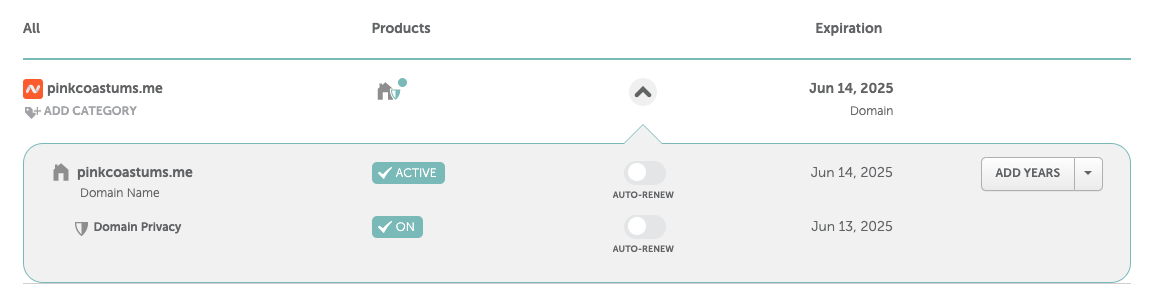 All Products Expiration
pinkcoastums.me Jun 14, 2025
ADD CATEGORY Domain
pinkcoastums.me ACTIVE Jun 14, 2025 ADD YEARS
Domain Name AUTO-RENEW
Domain Privacy ON Jun 13, 2025
AUTO-RENEW